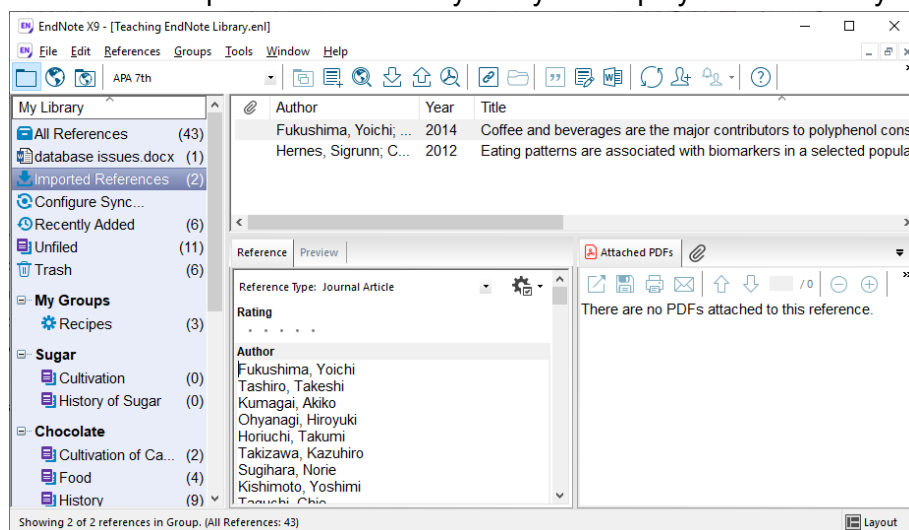 EndNote X9 - [Teaching EndNote Library.enl]
File Edit References Groups Tools Window Help
APA 7th
My Library
All References (43)
database issues.docx (1)
Imported References (2)
Configure Sync...
Recently Added (6)
Unfiled (11)
Trash (6)
My Groups
Recipes (3)
Sugar
Cultivation (0)
History of Sugar (0)
Chocolate
Cultivation of Ca... (2)
Food (4)
History (9)
Author Year Title
Fukushima, Yoichi; ... 2014 Coffee and beverages are the major contributors to polyphenol cons
Hernes, Sigrunn; C... 2012 Eating patterns are associated with biomarkers in a selected popula
Reference Preview
Reference Type: Journal Article
Rating
Author
Fukushima, Yoichi
Tashiro, Takeshi
Kumagai, Akiko
Ohyanagi, Hiroyuki
Horiuchi, Takumi
Takizawa, Kazuhiro
Sugihara, Norie
Kishimoto, Yoshimi
Taguchi, Chie
Attached PDFs
/0
There are no PDFs attached to this reference.
Showing 2 of 2 references in Group. (All References: 43)
Layout